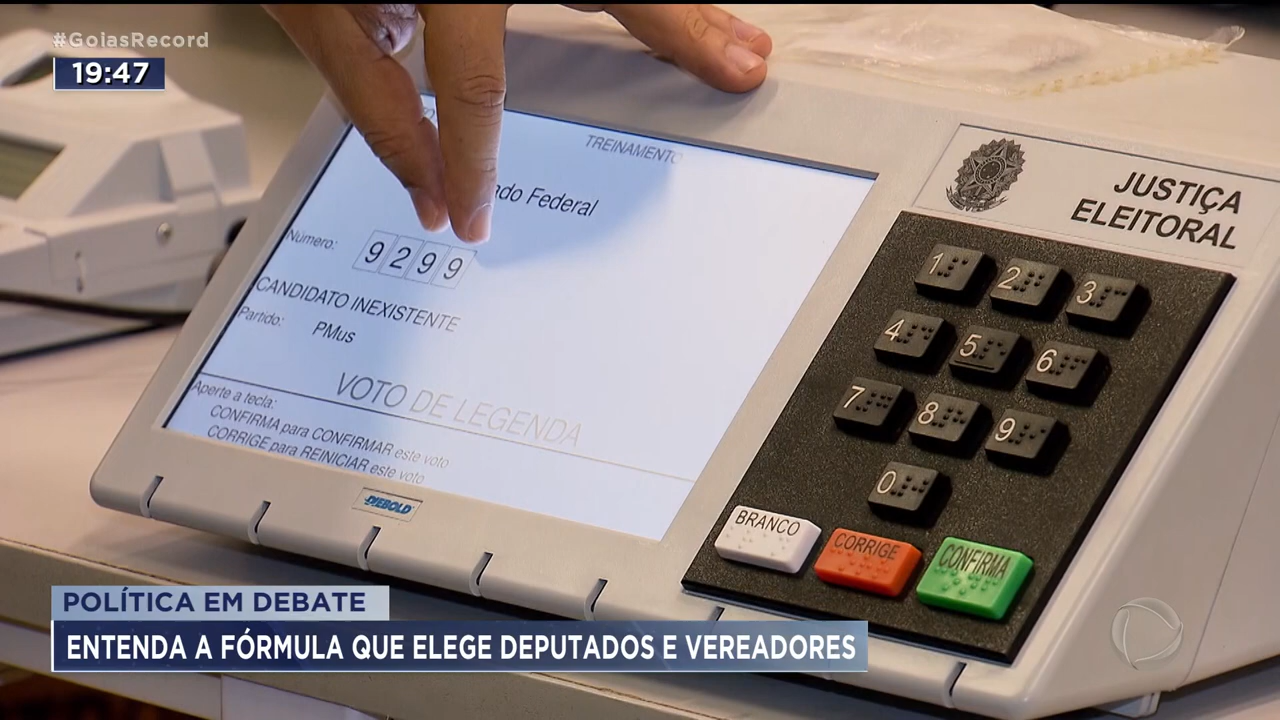 #GoiasRecord
19:47
TREINAMENTO
Federal
Número: 9299
CANDIDATO INEXISTENTE
Partido: PMus
VOTO DE LEGENDA
Aperte a tecla:
CONFIRMA para CONFIRMAR este voto
CORRIGE para REINICIAR este voto
DIEBOLD
JUSTIÇA
ELEITORAL
1 2 3
4 5 6
7 8 9
0
BRANCO CORRIGE CONFIRMA
POLÍTICA EM DEBATE
ENTENDA A FÓRMULA QUE ELEGE DEPUTADOS E VEREADORES